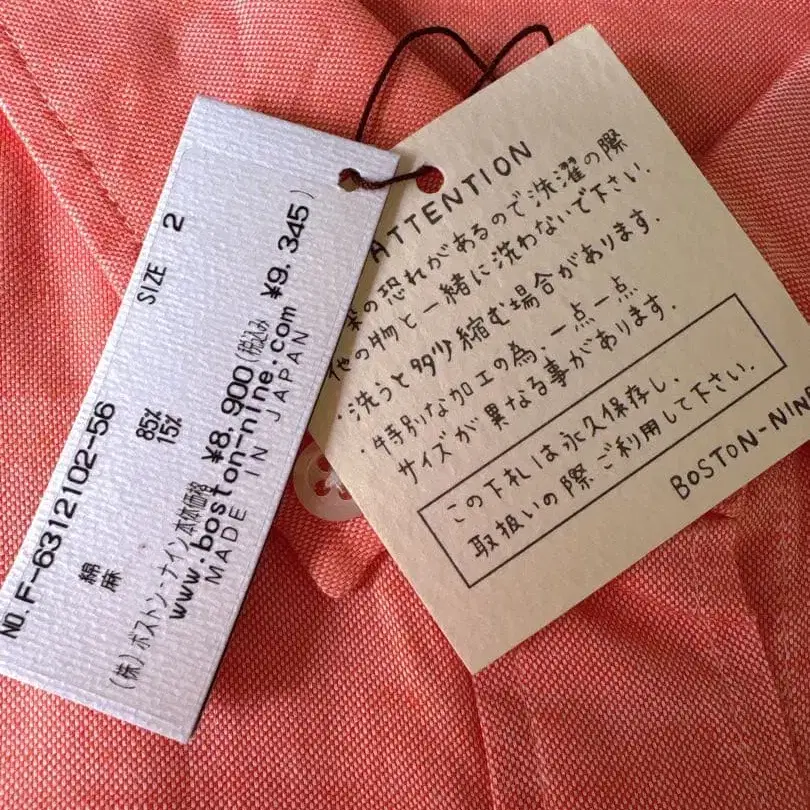 NO. F-6312102-56
SIZE 2
綿 85%
麻 15%
(株)ボストン・ナイン 本体価格 ¥8,900(税込み ¥9,345)
www.boston-nine.com
MADE IN JAPAN
ATTENTION
の恐れがあるので洗濯の際
他の物と一緒に洗わないで下さい.
・洗うと多少縮む場合があります.
・特別な加工の為、一点一点
サイズが異なる事があります.
この下札は永久保存し、
取扱いの際ご利用して下さい.
BOSTON-NINE